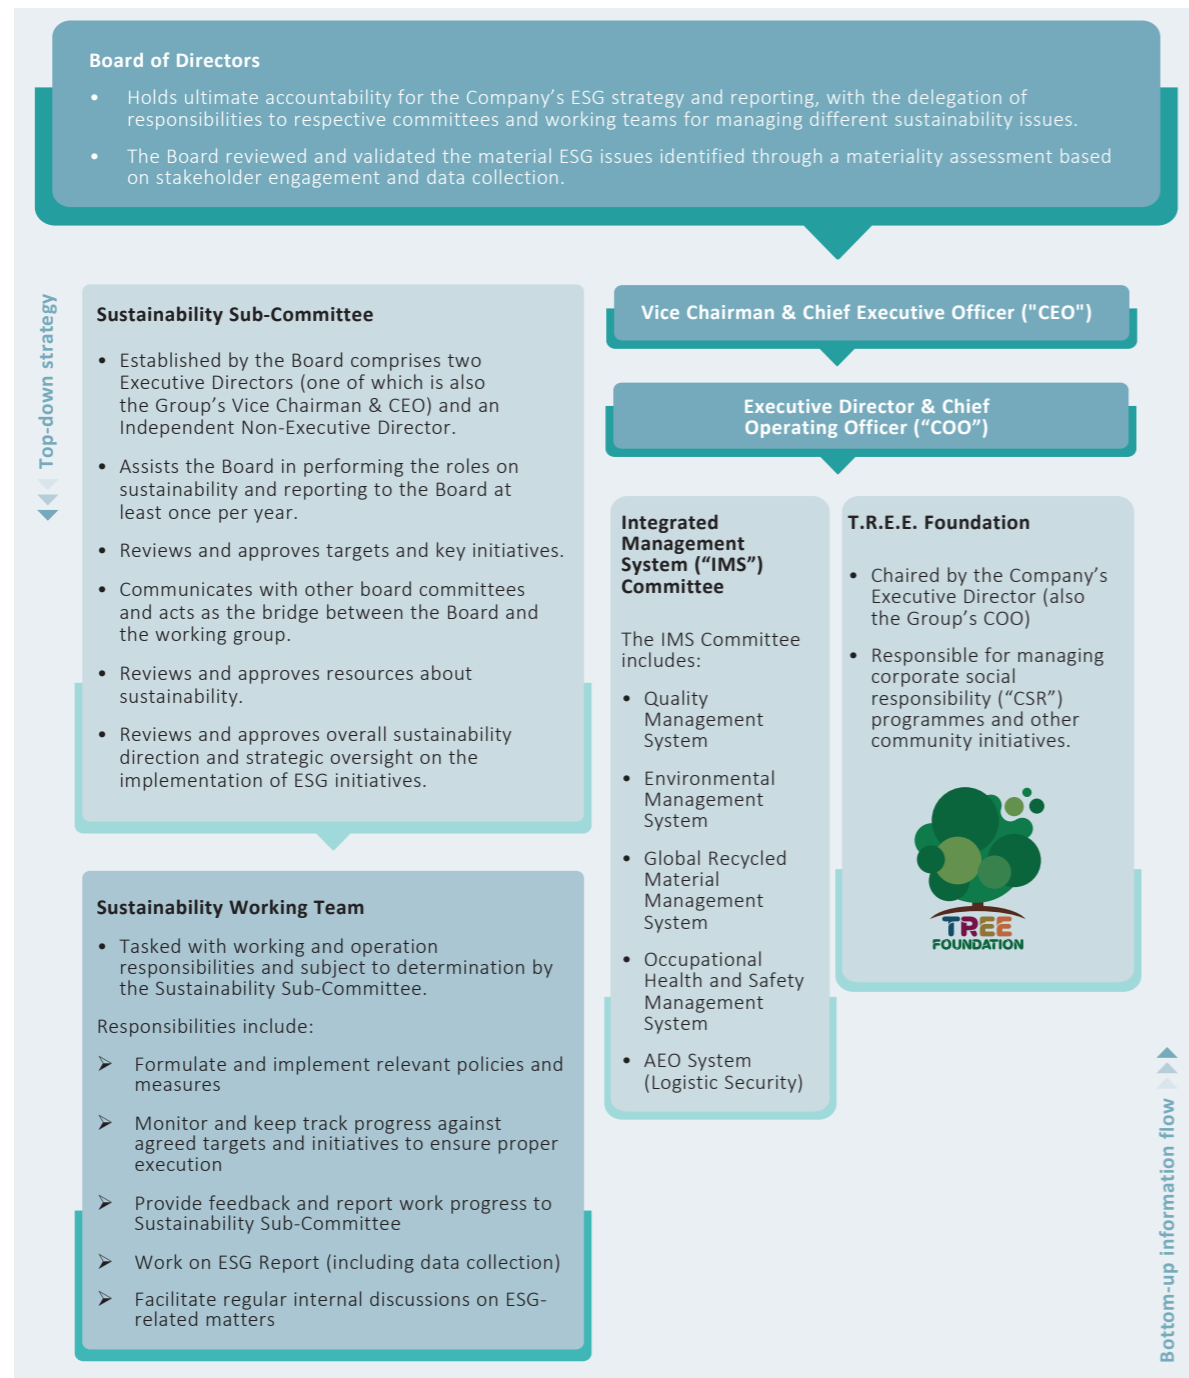 Board of Directors
• Holds ultimate accountability for the Company’s ESG strategy and reporting, with the delegation of
responsibilities to respective committees and working teams for managing different sustainability issues.
• The Board reviewed and validated the material ESG issues identified through a materiality assessment based
on stakeholder engagement and data collection.
Top-down strategy
Sustainability Sub-Committee
• Established by the Board comprises two
Executive Directors (one of which is also
the Group’s Vice Chairman & CEO) and an
Independent Non-Executive Director.
• Assists the Board in performing the roles on
sustainability and reporting to the Board at
least once per year.
• Reviews and approves targets and key initiatives.
• Communicates with other board committees
and acts as the bridge between the Board and
the working group.
• Reviews and approves resources about
sustainability.
• Reviews and approves overall sustainability
direction and strategic oversight on the
implementation of ESG initiatives.
Sustainability Working Team
• Tasked with working and operation
responsibilities and subject to determination by
the Sustainability Sub-Committee.
Responsibilities include:
➢ Formulate and implement relevant policies and
measures
➢ Monitor and keep track progress against
agreed targets and initiatives to ensure proper
execution
➢ Provide feedback and report work progress to
Sustainability Sub-Committee
➢ Work on ESG Report (including data collection)
➢ Facilitate regular internal discussions on ESG-
related matters
Vice Chairman & Chief Executive Officer ("CEO")
Executive Director & Chief
Operating Officer (“COO”)
Integrated
Management
System (“IMS”)
Committee
The IMS Committee
includes:
• Quality
Management
System
• Environmental
Management
System
• Global Recycled
Material
Management
System
• Occupational
Health and Safety
Management
System
• AEO System
(Logistic Security)
T.R.E.E. Foundation
• Chaired by the Company’s
Executive Director (also
the Group’s COO)
• Responsible for managing
corporate social
responsibility (“CSR”)
programmes and other
community initiatives.
TREE
FOUNDATION
Bottom-up information flow